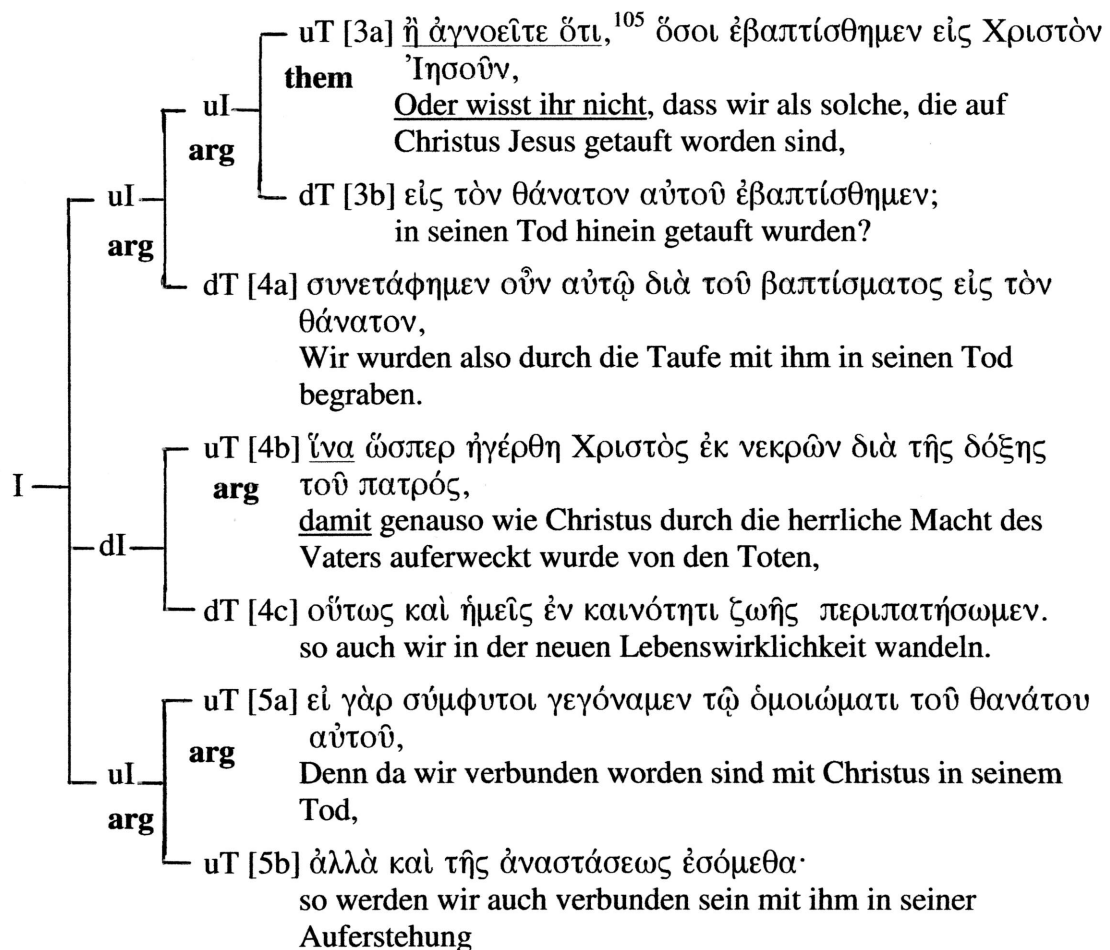 uT [3a] ἢ ἀγνοεῖτε ὅτι,¹⁰⁵ ὅσοι ἐβαπτίσθημεν εἰς Χριστὸν
them Ἰησοῦν,
uI Oder wisst ihr nicht, dass wir als solche, die auf
arg Christus Jesus getauft worden sind,
uI dT [3b] εἰς τὸν θάνατον αὐτοῦ ἐβαπτίσθημεν;
in seinen Tod hinein getauft wurden?
arg
dT [4a] συνετάφημεν οὖν αὐτῷ διὰ τοῦ βαπτίσματος εἰς τὸν
θάνατον,
Wir wurden also durch die Taufe mit ihm in seinen Tod
begraben.
uT [4b] ἵνα ὥσπερ ἠγέρθη Χριστὸς ἐκ νεκρῶν διὰ τῆς δόξης
I arg τοῦ πατρός,
damit genauso wie Christus durch die herrliche Macht des
dI Vaters auferweckt wurde von den Toten,
dT [4c] οὕτως καὶ ἡμεῖς ἐν καινότητι ζωῆς περιπατήσωμεν.
so auch wir in der neuen Lebenswirklichkeit wandeln.
uT [5a] εἰ γὰρ σύμφυτοι γεγόναμεν τῷ ὁμοιώματι τοῦ θανάτου
arg αὐτοῦ,
uI Denn da wir verbunden worden sind mit Christus in seinem
arg Tod,
uT [5b] ἀλλὰ καὶ τῆς ἀναστάσεως ἐσόμεθα·
so werden wir auch verbunden sein mit ihm in seiner
Auferstehung